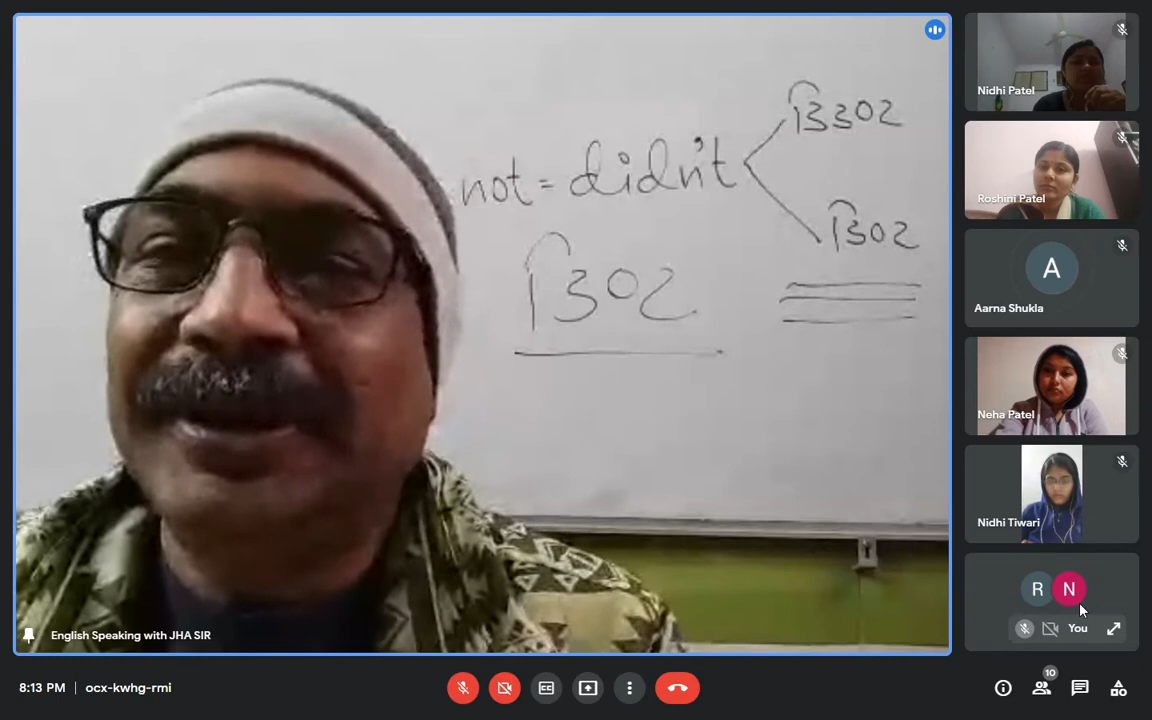 not = didn't
English Speaking with JHA SIR
Nidhi Patel
Roshini Patel
A
Aarna Shukla
Neha Patel
Nidhi Tiwari
R N
You
8:13 PM | ocx-kwhg-rmi
10